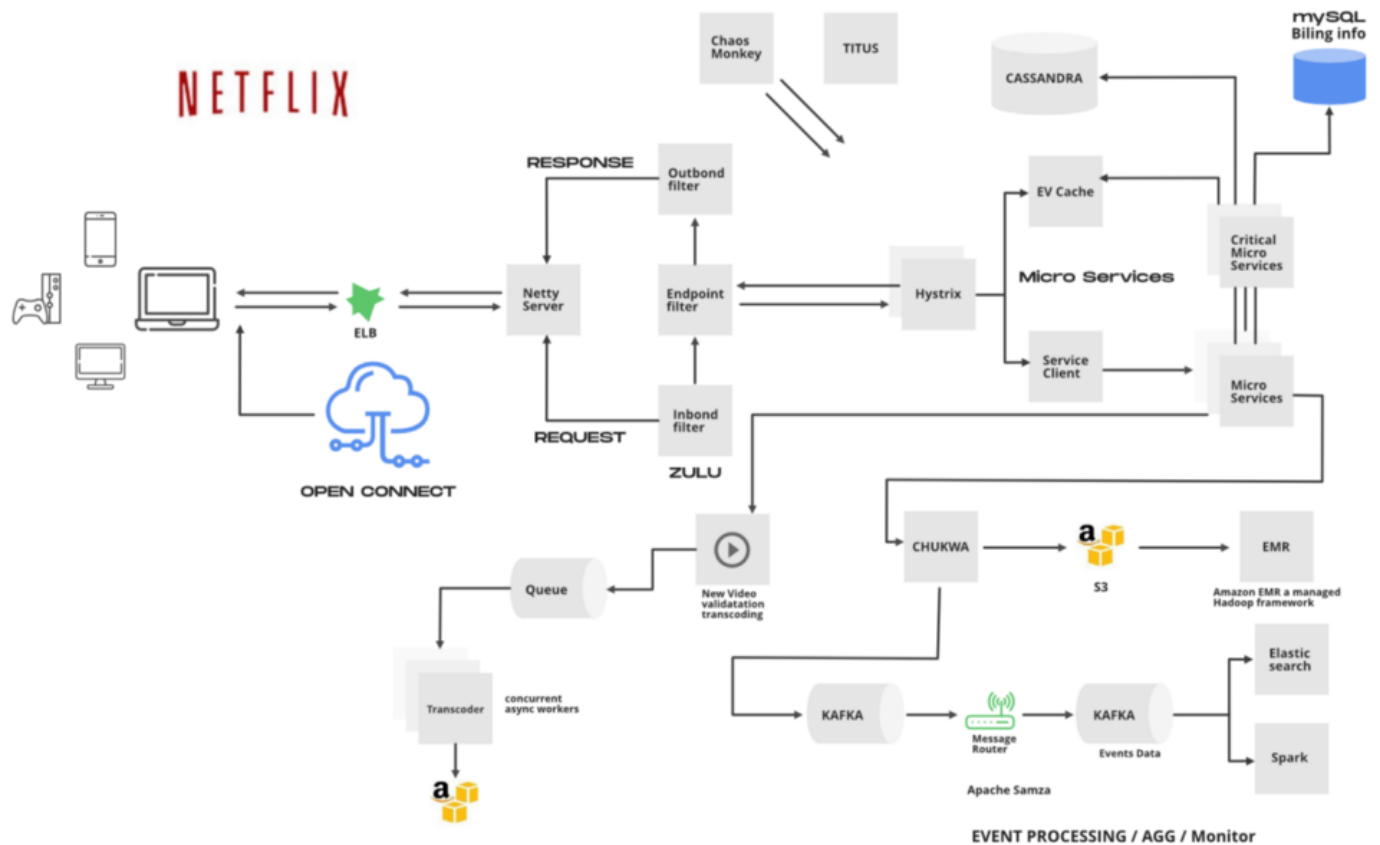 NETFLIX
Chaos
Monkey
TITUS
CASSANDRA
mySQL
Biling info
RESPONSE
Outbond
filter
EV Cache
Critical
Micro
Services
Netty
Server
Endpoint
filter
Hystrix
Micro Services
ELB
Service
Client
Micro
Services
Inbond
filter
REQUEST
ZULU
OPEN CONNECT
CHUKWA
a
S3
EMR
Amazon EMR a managed
Hadoop framework
Queue
New Video
validatation
transcoding
Elastic
search
Transcoder
concurrent
async workers
KAFKA
Message
Router
KAFKA
Events Data
Spark
a
Apache Samza
EVENT PROCESSING / AGG / Monitor